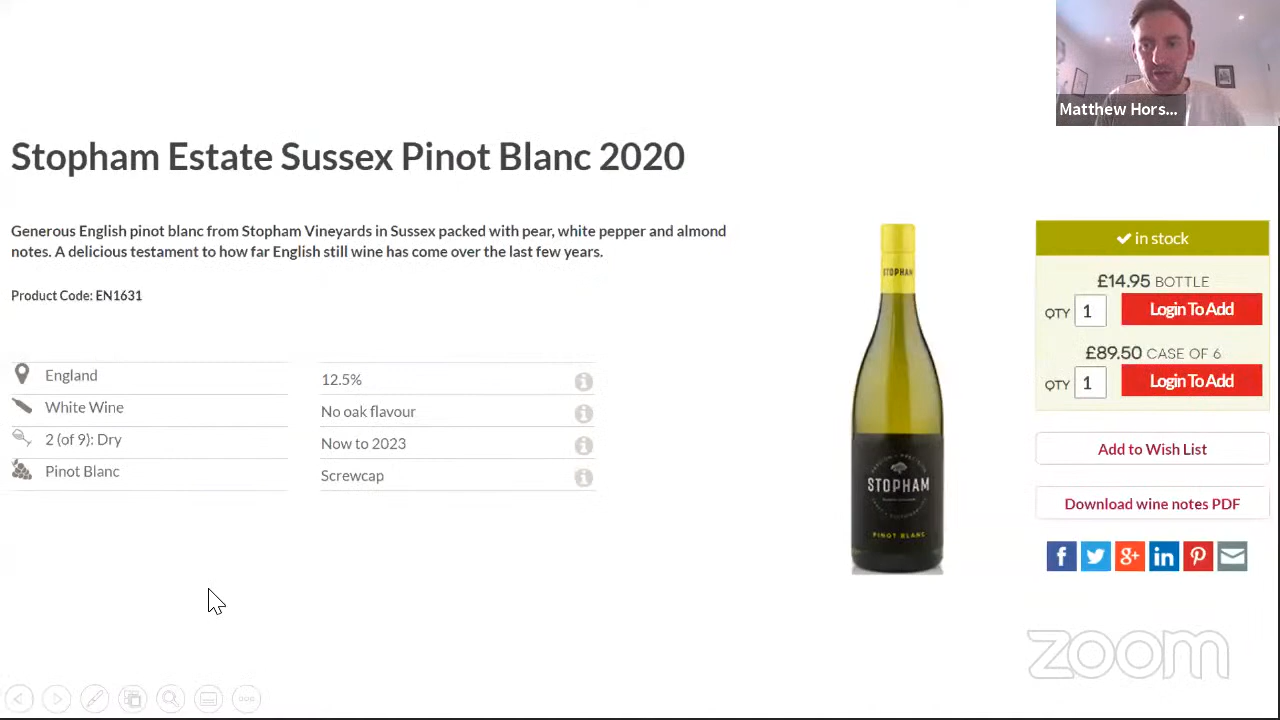 Matthew Hors...
Stopham Estate Sussex Pinot Blanc 2020
Generous English pinot blanc from Stopham Vineyards in Sussex packed with pear, white pepper and almond
notes. A delicious testament to how far English still wine has come over the last few years.
Product Code: EN1631
England
White Wine
2 (of 9): Dry
Pinot Blanc
12.5%
No oak flavour
Now to 2023
Screwcap
STOPHAM
STOPHAM
PINOT BLANC
in stock
£14.95 BOTTLE
QTY 1 Login To Add
£89.50 CASE OF 6
QTY 1 Login To Add
Add to Wish List
Download wine notes PDF
zoom